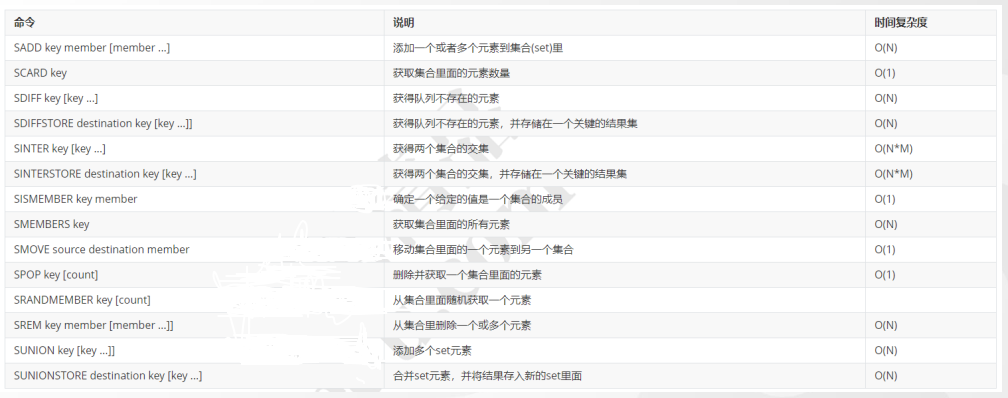 命令 说明 时间复杂度
SADD key member [member ...] 添加一个或者多个元素到集合(set)里 O(N)
SCARD key 获取集合里面的元素数量 O(1)
SDIFF key [key ...] 获得队列不存在的元素 O(N)
SDIFFSTORE destination key [key ...]] 获得队列不存在的元素，并存储在一个关键的结果集 O(N)
SINTER key [key ...] 获得两个集合的交集 O(N*M)
SINTERSTORE destination key [key ...] 获得两个集合的交集，并存储在一个关键的结果集 O(N*M)
SISMEMBER key member 确定一个给定的值是一个集合的成员 O(1)
SMEMBERS key 获取集合里面的所有元素 O(N)
SMOVE source destination member 移动集合里面的一个元素到另一个集合 O(1)
SPOP key [count] 删除并获取一个集合里面的元素 O(1)
SRANDMEMBER key [count] 从集合里面随机获取一个元素
SREM key member [member ...]] 从集合里删除一个或多个元素 O(N)
SUNION key [key ...]] 添加多个set元素 O(N)
SUNIONSTORE destination key [key ...] 合并set元素，并将结果存入新的set里面 O(N)